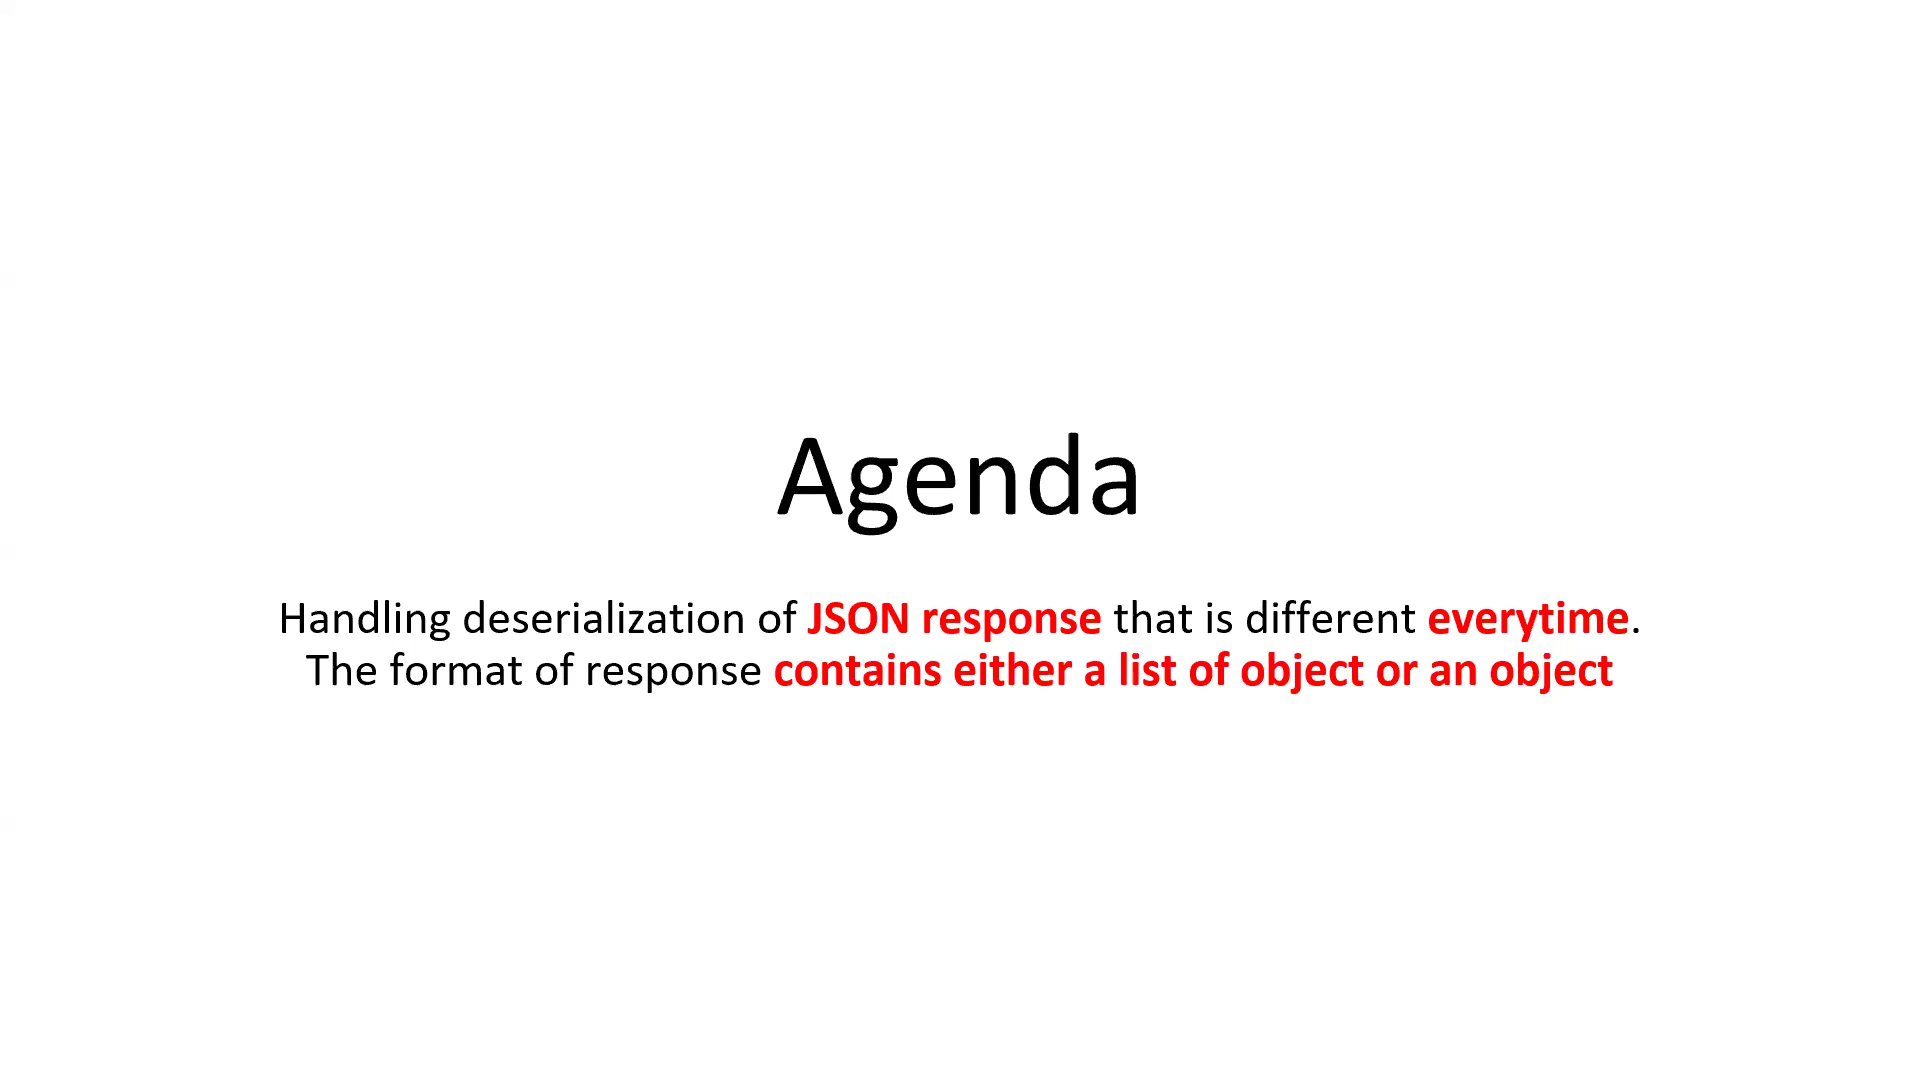 Agenda
Handling deserialization of JSON response that is different everytime.
The format of response contains either a list of object or an object